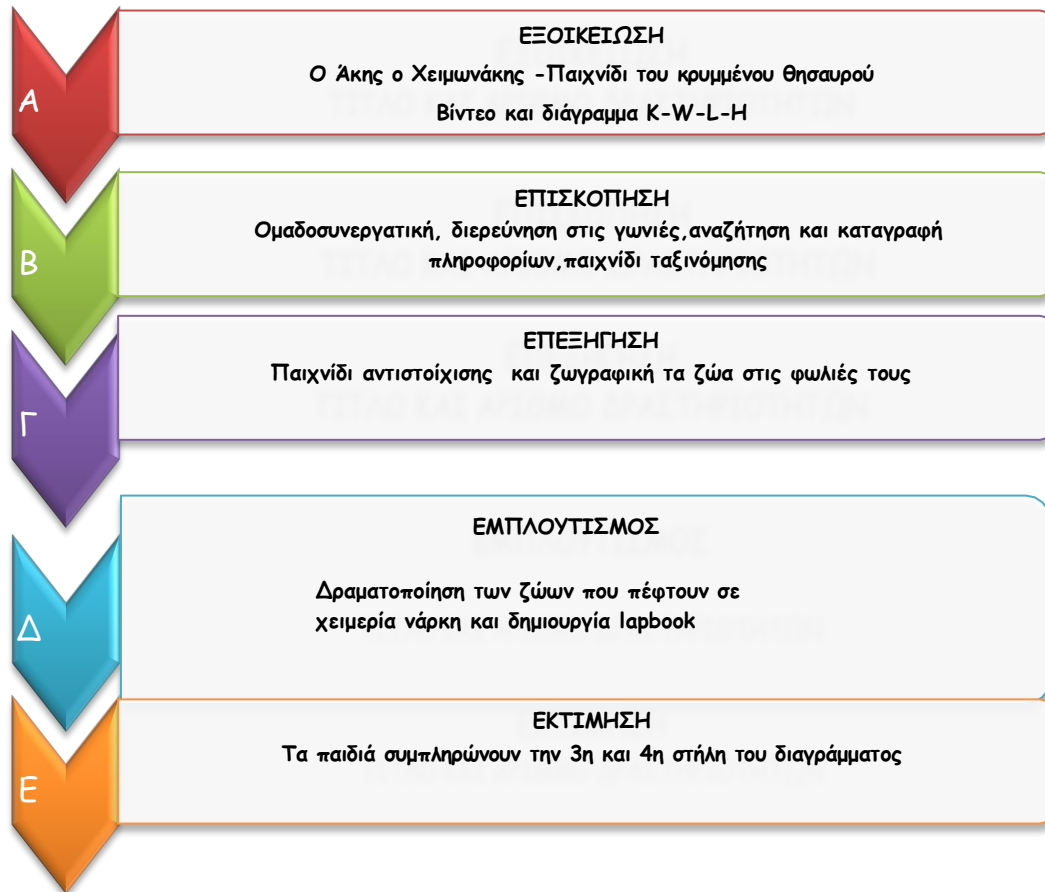 Α
ΕΞΟΙΚΕΙΩΣΗ
Ο Άκης ο Χειμωνάκης -Παιχνίδι του κρυμμένου θησαυρού
Βίντεο και διάγραμμα K-W-L-H
Β
ΕΠΙΣΚΟΠΗΣΗ
Ομαδοσυνεργατική, διερεύνηση στις γωνιές,αναζήτηση και καταγραφή
πληροφορίων,παιχνίδι ταξινόμησης
Γ
ΕΠΕΞΗΓΗΣΗ
Παιχνίδι αντιστοίχισης και ζωγραφική τα ζώα στις φωλιές τους
Δ
ΕΜΠΛΟΥΤΙΣΜΟΣ
Δραματοποίηση των ζώων που πέφτουν σε
χειμερία νάρκη και δημιουργία lapbook
Ε
ΕΚΤΙΜΗΣΗ
Τα παιδιά συμπληρώνουν την 3η και 4η στήλη του διαγράμματος